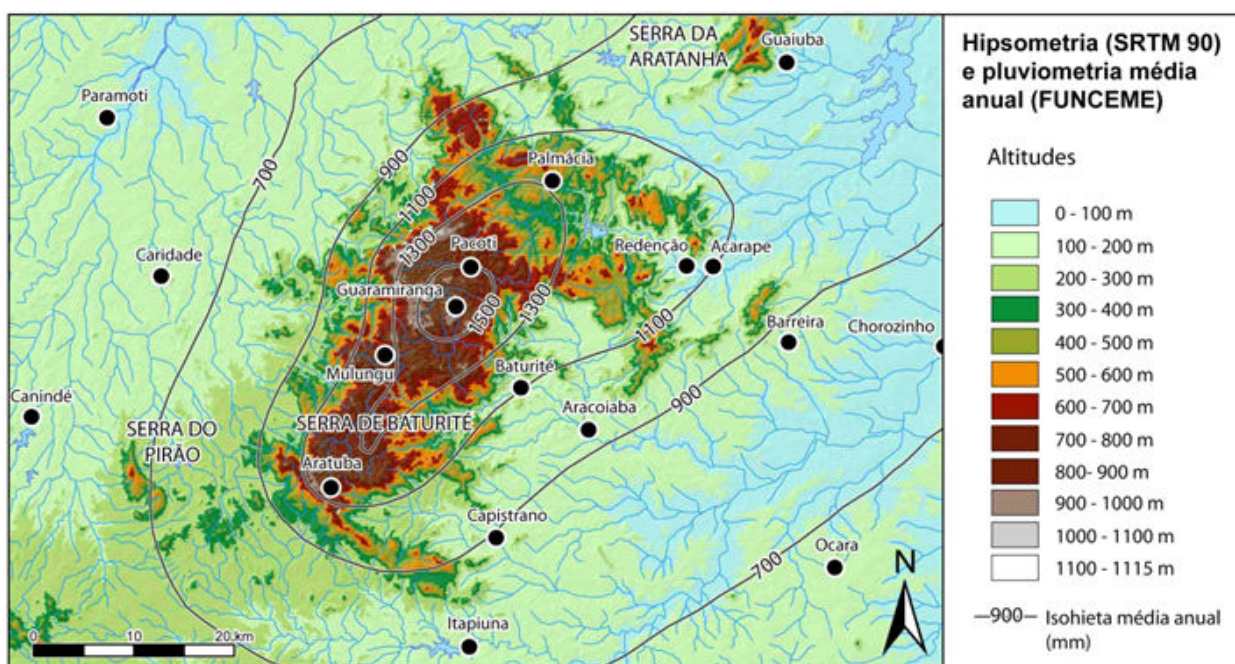 SERRA DA
ARATANHA
Guaiuba
Paramoti
700
900
1100
Palmácia
1300
Pacoti
Redenção
Acarape
Caridade
Guaramiranga
1500
1300
1100
Barreira
Chorozinho
Mulungu
Baturité
Canindé
900
Aracoiaba
SERRA DO
PIRÃO
SERRA DE BATURITÉ
Aratuba
Capistrano
700
Ocara
N
Itapiuna
0 10 20 km
Hipsometria (SRTM 90)
e pluviometria média
anual (FUNCEME)
Altitudes
0 - 100 m
100 - 200 m
200 - 300 m
300 - 400 m
400 - 500 m
500 - 600 m
600 - 700 m
700 - 800 m
800- 900 m
900 - 1000 m
1000 - 1100 m
1100 - 1115 m
900 Isohieta média anual
(mm)